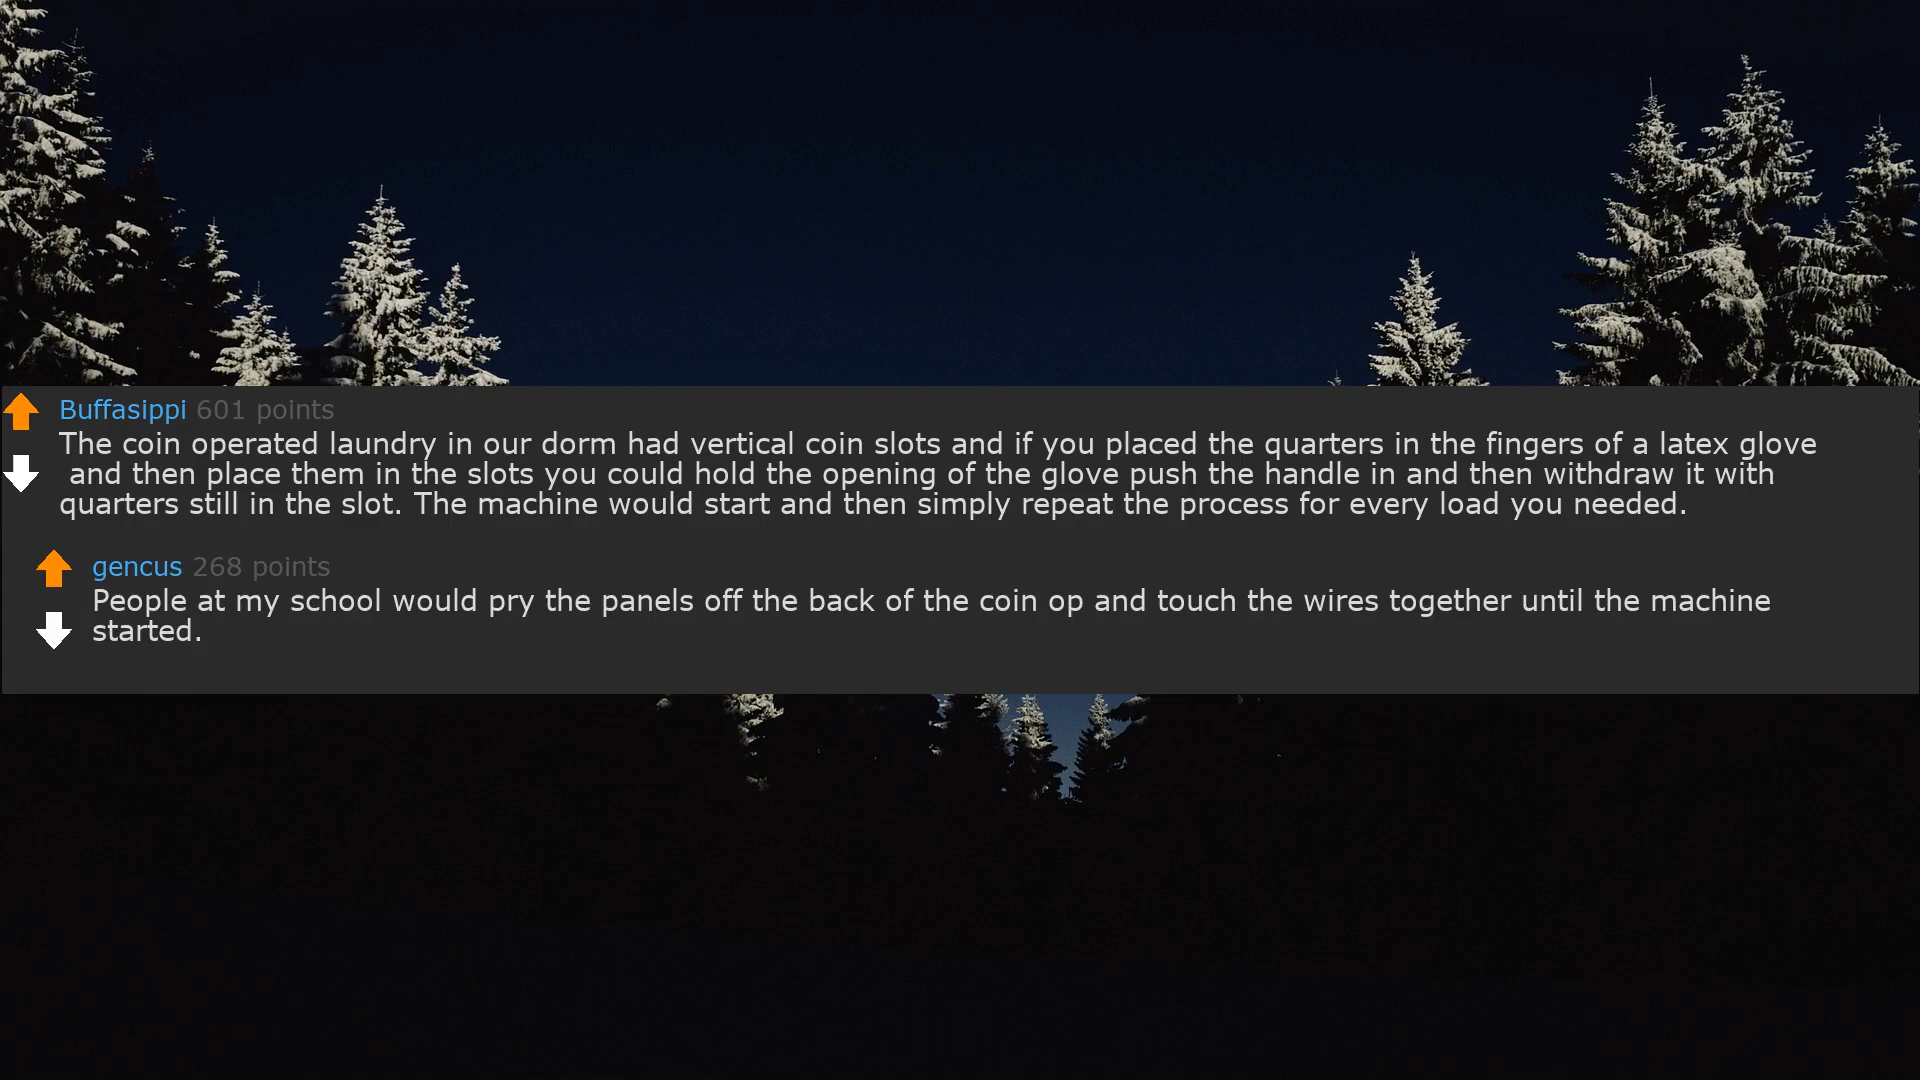 Buffasippi 601 points
The coin operated laundry in our dorm had vertical coin slots and if you placed the quarters in the fingers of a latex glove
and then place them in the slots you could hold the opening of the glove push the handle in and then withdraw it with
quarters still in the slot. The machine would start and then simply repeat the process for every load you needed.
gencus 268 points
People at my school would pry the panels off the back of the coin op and touch the wires together until the machine
started.